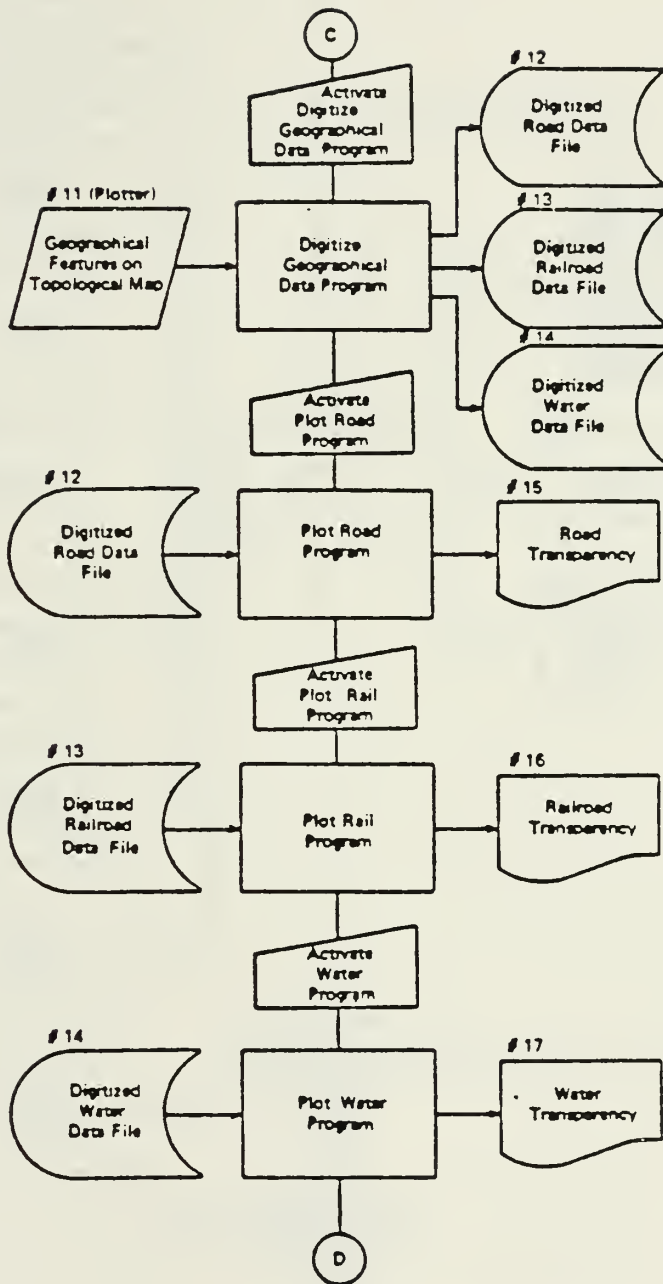 C
Activate
Digitize
Geographical
Data Program
# 12
Digitized
Road Data
File
# 11 (Plotter)
Geographical
Features on
Topological Map
Digitize
Geographical
Data Program
# 13
Digitized
Railroad
Data File
# 14
Digitized
Water
Data File
Activate
Plot Road
Program
# 12
Digitized
Road Data
File
Plot Road
Program
# 15
Road
Transparency
Activate
Plot Rail
Program
# 13
Digitized
Railroad
Data File
Plot Rail
Program
# 16
Railroad
Transparency
Activate
Water
Program
# 14
Digitized
Water
Data File
Plot Water
Program
# 17
Water
Transparency
D